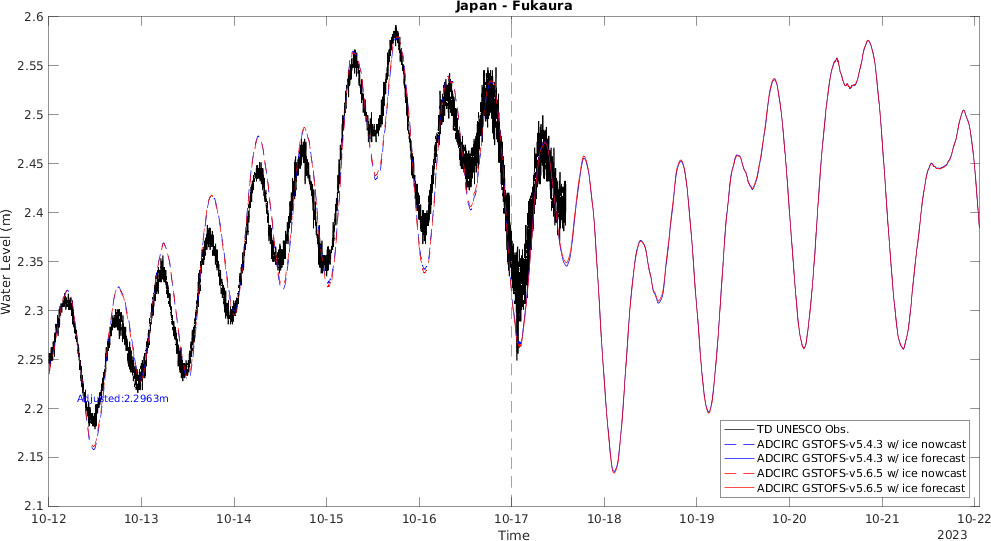 Japan - Fukaura
Water Level (m)
2.6
2.55
2.5
2.45
2.4
2.35
2.3
2.25
2.2
2.15
2.1
Adjusted:2.2963m
TD UNESCO Obs.
ADCIRC GSTOFS-v5.4.3 w/ ice nowcast
ADCIRC GSTOFS-v5.4.3 w/ ice forecast
ADCIRC GSTOFS-v5.6.5 w/ ice nowcast
ADCIRC GSTOFS-v5.6.5 w/ ice forecast
10-12 10-13 10-14 10-15 10-16 10-17 10-18 10-19 10-20 10-21 10-22
Time
2023